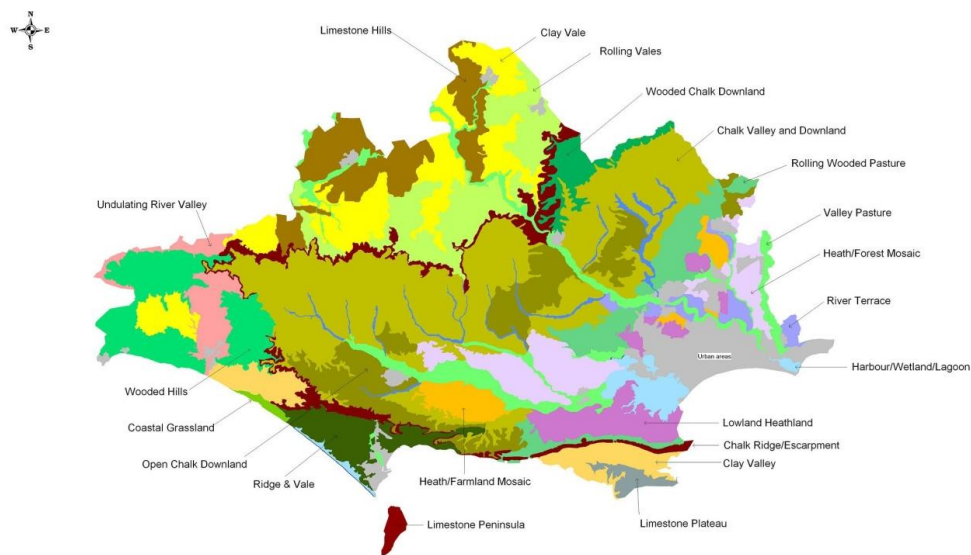 N
W E
S
Limestone Hills
Clay Vale
Rolling Vales
Wooded Chalk Downland
Chalk Valley and Downland
Rolling Wooded Pasture
Undulating River Valley
Valley Pasture
Heath/Forest Mosaic
River Terrace
Urban areas
Harbour/Wetland/Lagoon
Wooded Hills
Coastal Grassland
Lowland Heathland
Open Chalk Downland
Chalk Ridge/Escarpment
Clay Valley
Ridge & Vale
Heath/Farmland Mosaic
Limestone Plateau
Limestone Peninsula